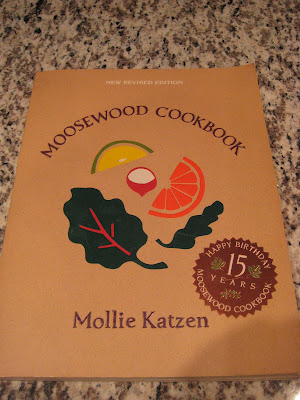 NEW REVISED EDITION
MOOSEWOOD COOKBOOK
HAPPY BIRTHDAY
15
YEARS
MOOSEWOOD COOKBOOK
Mollie Katzen